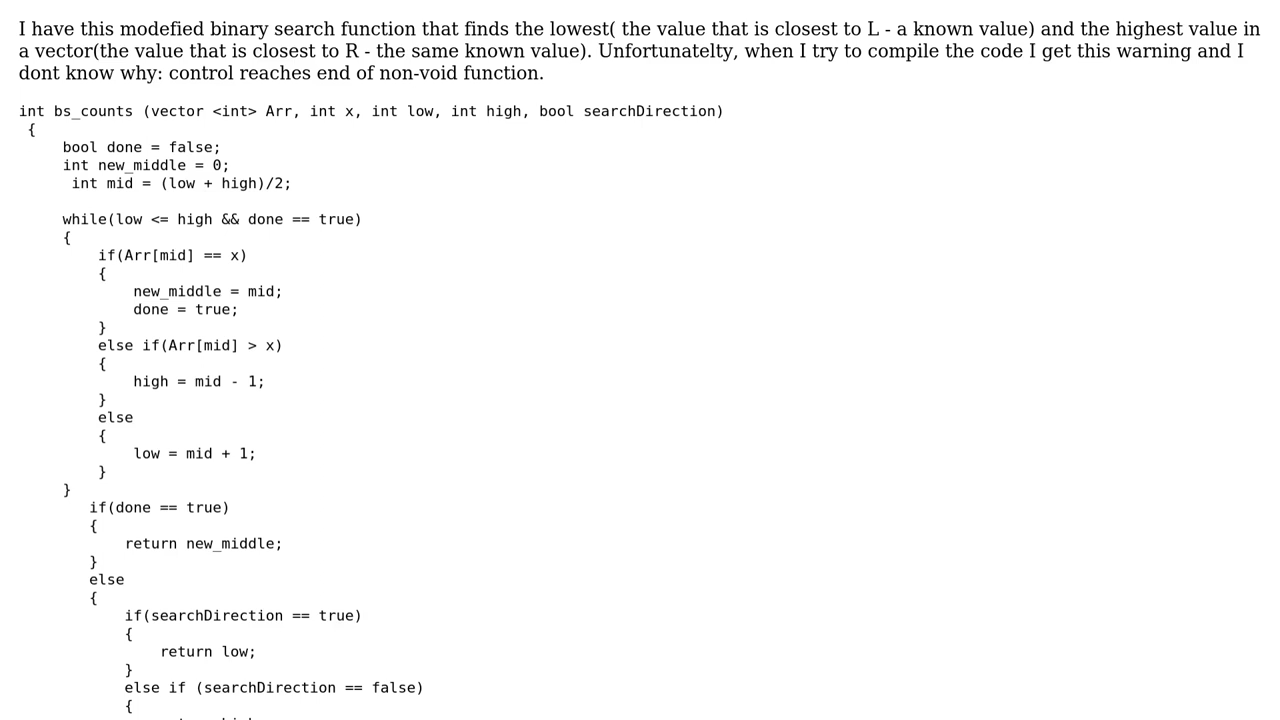 I have this modefied binary search function that finds the lowest( the value that is closest to L - a known value) and the highest value in
a vector(the value that is closest to R - the same known value). Unfortunatelty, when I try to compile the code I get this warning and I
dont know why: control reaches end of non-void function.
int bs_counts (vector <int> Arr, int x, int low, int high, bool searchDirection)
{
bool done = false;
int new_middle = 0;
int mid = (low + high)/2;
while(low <= high && done == true)
{
if(Arr[mid] == x)
{
new_middle = mid;
done = true;
}
else if(Arr[mid] > x)
{
high = mid - 1;
}
else
{
low = mid + 1;
}
}
if(done == true)
{
return new_middle;
}
else
{
if(searchDirection == true)
{
return low;
}
else if (searchDirection == false)
{